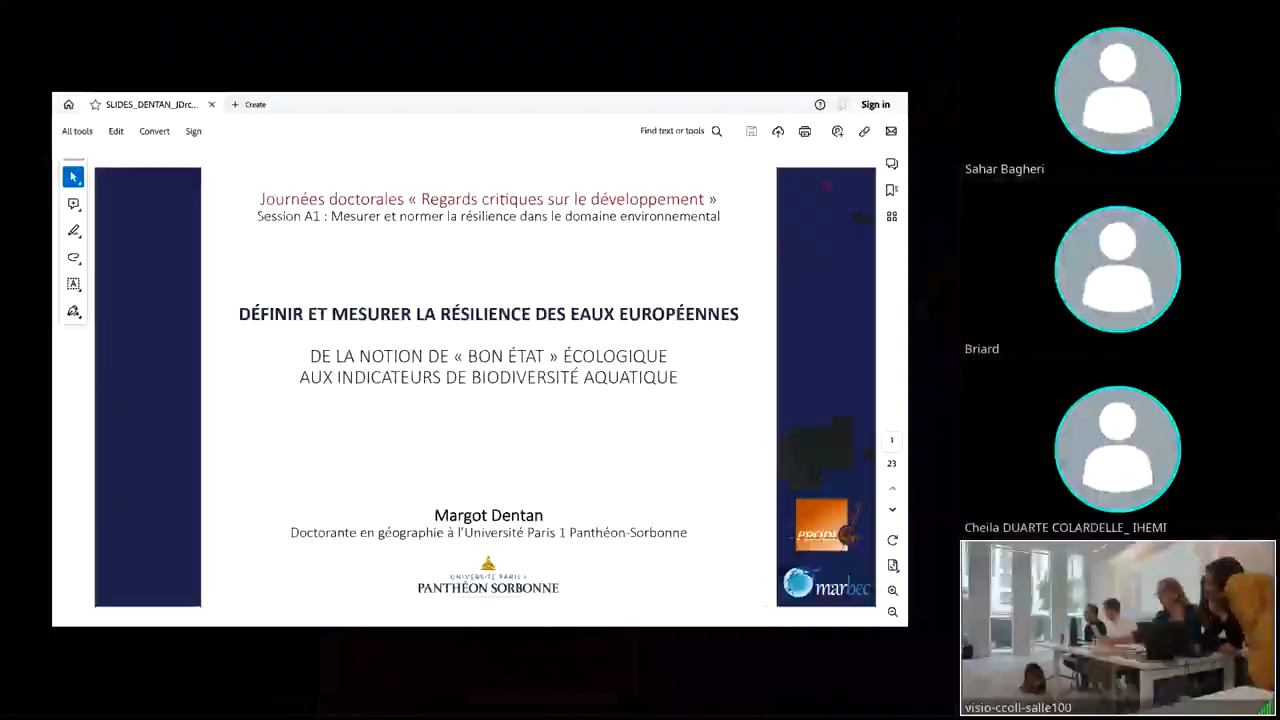 SLIDES_DENTAN_JDrc...
Create
Sign in
All tools
Edit
Convert
Sign
Find text or tools
Journées doctorales « Regards critiques sur le développement »
Session A1 : Mesurer et normer la résilience dans le domaine environnemental
DÉFINIR ET MESURER LA RÉSILIENCE DES EAUX EUROPÉENNES
DE LA NOTION DE « BON ÉTAT » ÉCOLOGIQUE
AUX INDICATEURS DE BIODIVERSITÉ AQUATIQUE
Margot Dentan
Doctorante en géographie à l'Université Paris 1 Panthéon-Sorbonne
UNIVERSITÉ PARIS 1
PANTHÉON SORBONNE
marbec
1
23
Sahar Bagheri
Briard
Cheila DUARTE COLARDELLE_ IHEMI
visio-ccoll-salle100